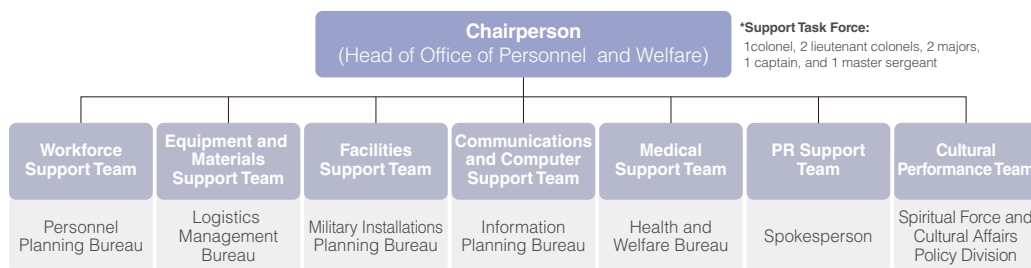 Chairperson
(Head of Office of Personnel and Welfare)
*Support Task Force:
1colonel, 2 lieutenant colonels, 2 majors,
1 captain, and 1 master sergeant
Workforce
Support Team
Equipment and
Materials
Support Team
Facilities
Support Team
Communications
and Computer
Support Team
Medical
Support Team
PR Support
Team
Cultural
Performance Team
Personnel
Planning Bureau
Logistics
Management
Bureau
Military Installations
Planning Bureau
Information
Planning Bureau
Health and
Welfare Bureau
Spokesperson
Spiritual Force and
Cultural Affairs
Policy Division